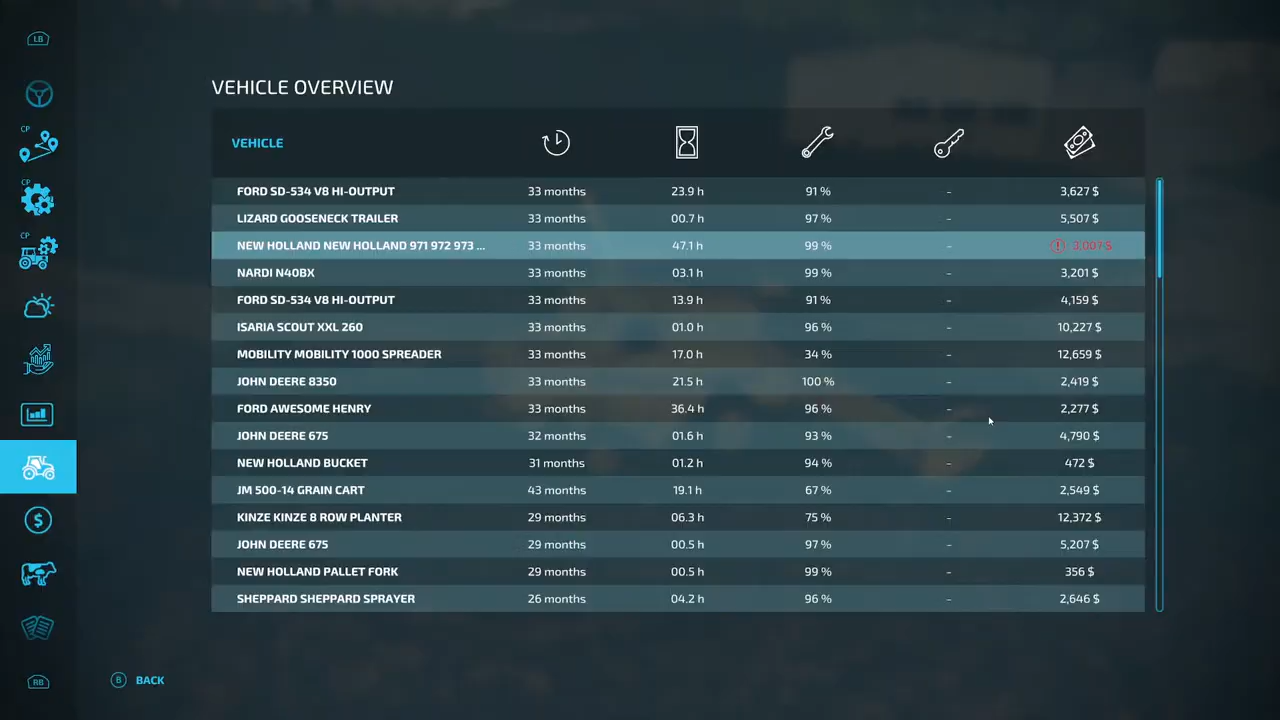 LB
VEHICLE OVERVIEW
VEHICLE
CP
FORD SD-534 V8 HI-OUTPUT 33 months 23.9 h 91 % - 3,627 $
CP
LIZARD GOOSENECK TRAILER 33 months 00.7 h 97 % - 5,507 $
CP
NEW HOLLAND NEW HOLLAND 971 972 973 ... 33 months 47.1 h 99 % - 3,007 $
NARDI N40BX 33 months 03.1 h 99 % - 3,201 $
FORD SD-534 V8 HI-OUTPUT 33 months 13.9 h 91 % - 4,159 $
ISARIA SCOUT XXL 260 33 months 01.0 h 96 % - 10,227 $
MOBILITY MOBILITY 1000 SPREADER 33 months 17.0 h 34 % - 12,659 $
JOHN DEERE 8350 33 months 21.5 h 100 % - 2,419 $
FORD AWESOME HENRY 33 months 36.4 h 96 % - 2,277 $
JOHN DEERE 675 32 months 01.6 h 93 % - 4,790 $
NEW HOLLAND BUCKET 31 months 01.2 h 94 % - 472 $
JM 500-14 GRAIN CART 43 months 19.1 h 67 % - 2,549 $
KINZE KINZE 8 ROW PLANTER 29 months 06.3 h 75 % - 12,372 $
JOHN DEERE 675 29 months 00.5 h 97 % - 5,207 $
NEW HOLLAND PALLET FORK 29 months 00.5 h 99 % - 356 $
SHEPPARD SHEPPARD SPRAYER 26 months 04.2 h 96 % - 2,646 $
RB
B BACK